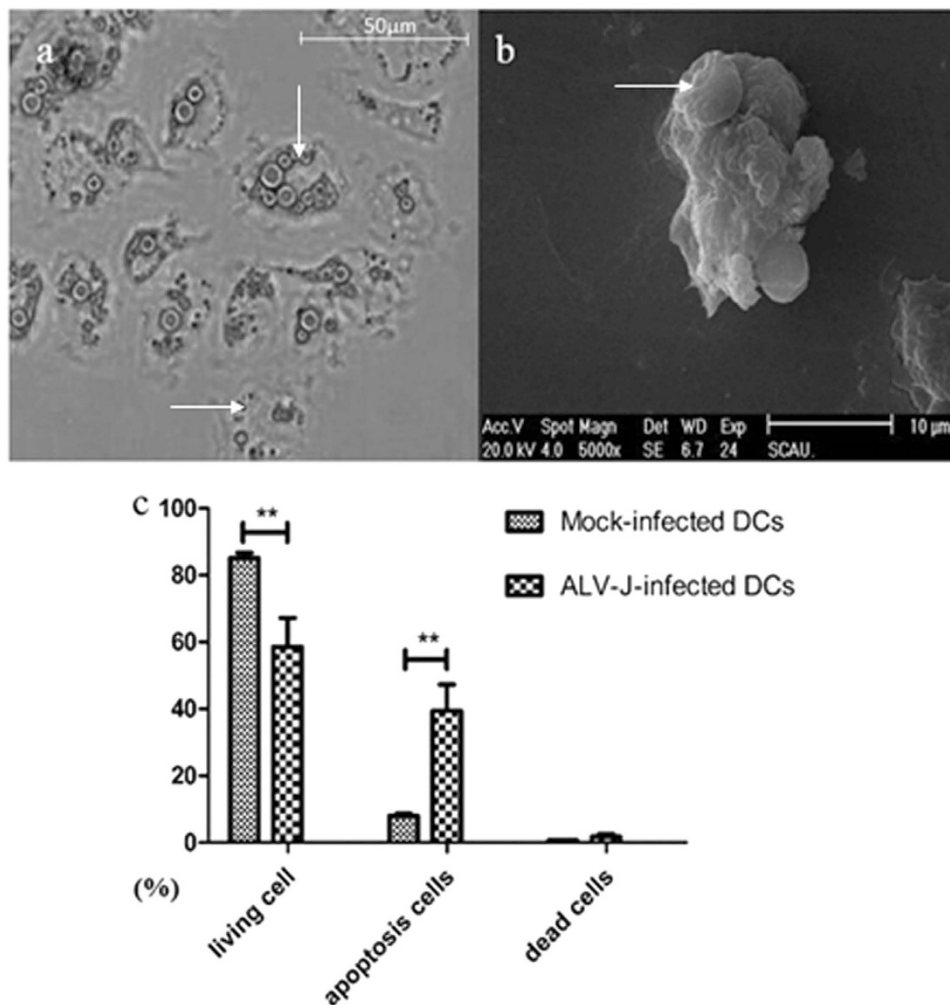 a
50μm
b
Acc.V Spot Magn Det WD Exp 10 μm
20.0 kV 4.0 5000x SE 6.7 24 SCAU.
c
100
80
60
40
20
0
(%)
**
**
Mock-infected DCs
ALV-J-infected DCs
living cell
apoptosis cells
dead cells